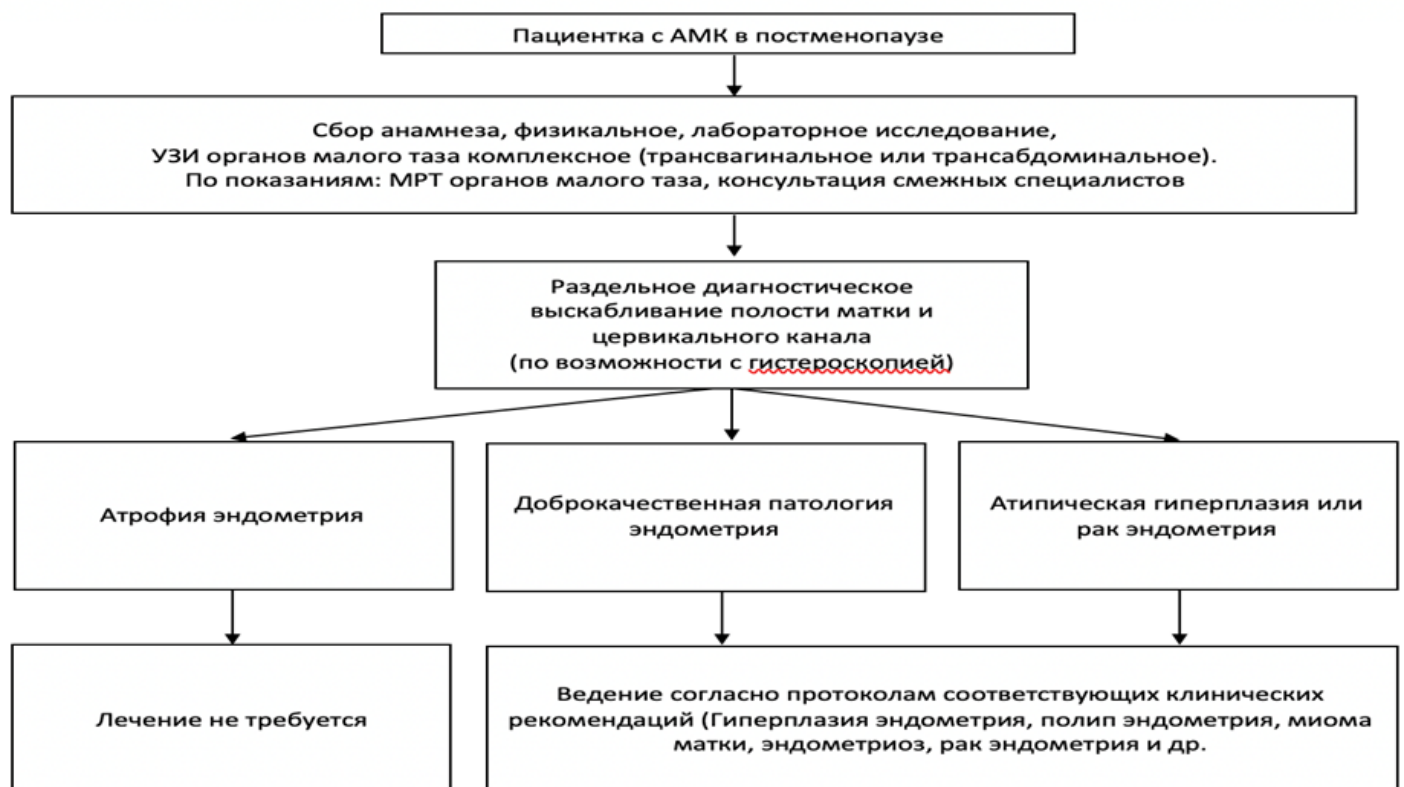 Пациентка с АМК в постменопаузе
Сбор анамнеза, физикальное, лабораторное исследование,
УЗИ органов малого таза комплексное (трансвагинальное или трансабдоминальное).
По показаниям: МРТ органов малого таза, консультация смежных специалистов
Раздельное диагностическое
выскабливание полости матки и
цервикального канала
(по возможности с гистероскопией)
Атрофия эндометрия
Доброкачественная патология
эндометрия
Атипическая гиперплазия или
рак эндометрия
Лечение не требуется
Ведение согласно протоколам соответствующих клинических
рекомендаций (Гиперплазия эндометрия, полип эндометрия, миома
матки, эндометриоз, рак эндометрия и др.